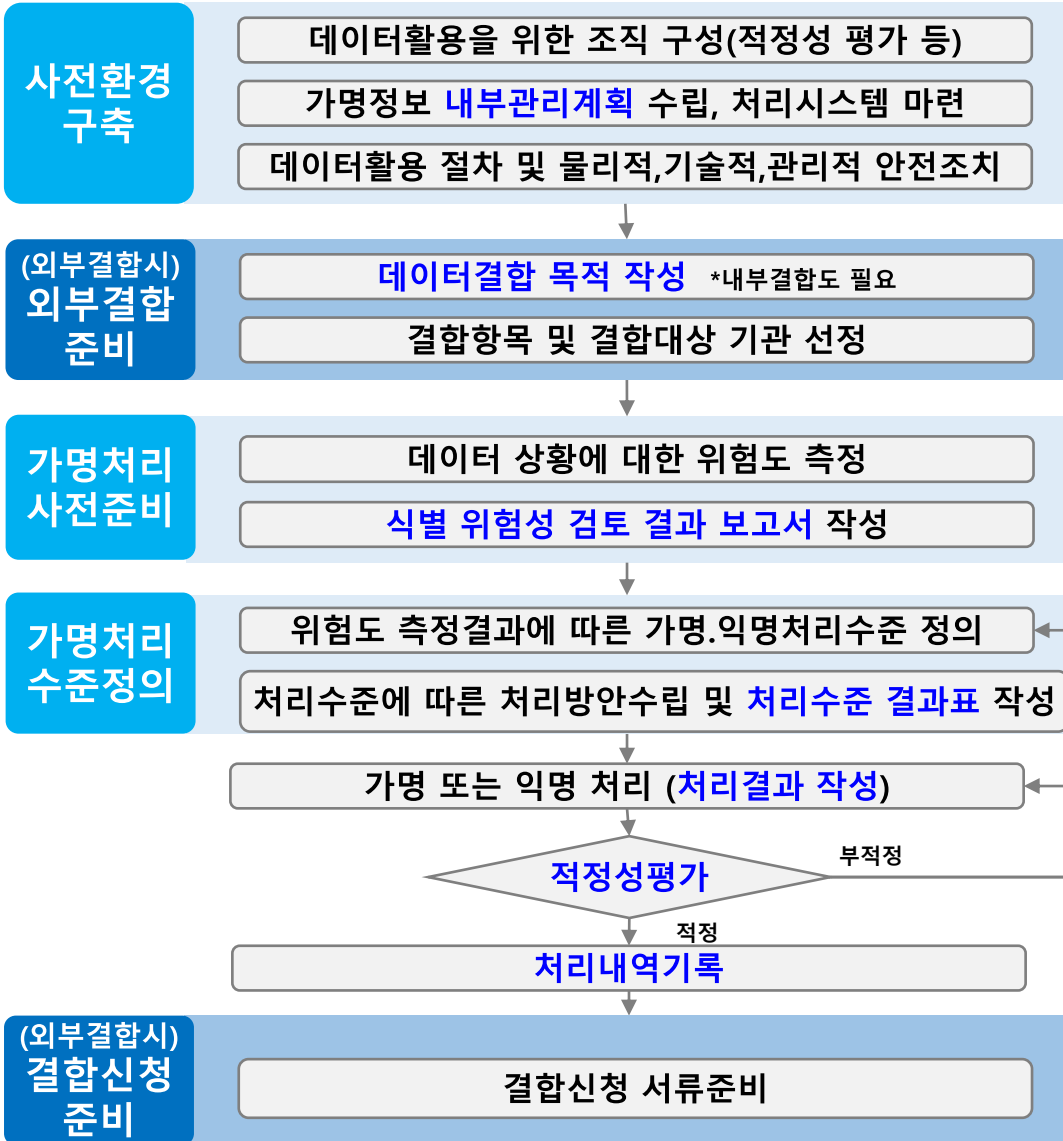 사전환경
구축
데이터활용을 위한 조직 구성(적정성 평가 등)
가명정보 내부관리계획 수립, 처리시스템 마련
데이터활용 절차 및 물리적,기술적,관리적 안전조치
(외부결합시)
외부결합
준비
데이터결합 목적 작성 *내부결합도 필요
결합항목 및 결합대상 기관 선정
가명처리
사전준비
데이터 상황에 대한 위험도 측정
식별 위험성 검토 결과 보고서 작성
가명처리
수준정의
위험도 측정결과에 따른 가명.익명처리수준 정의
처리수준에 따른 처리방안수립 및 처리수준 결과표 작성
가명 또는 익명 처리 (처리결과 작성)
적정성평가
부적정
적정
처리내역기록
(외부결합시)
결합신청
준비
결합신청 서류준비